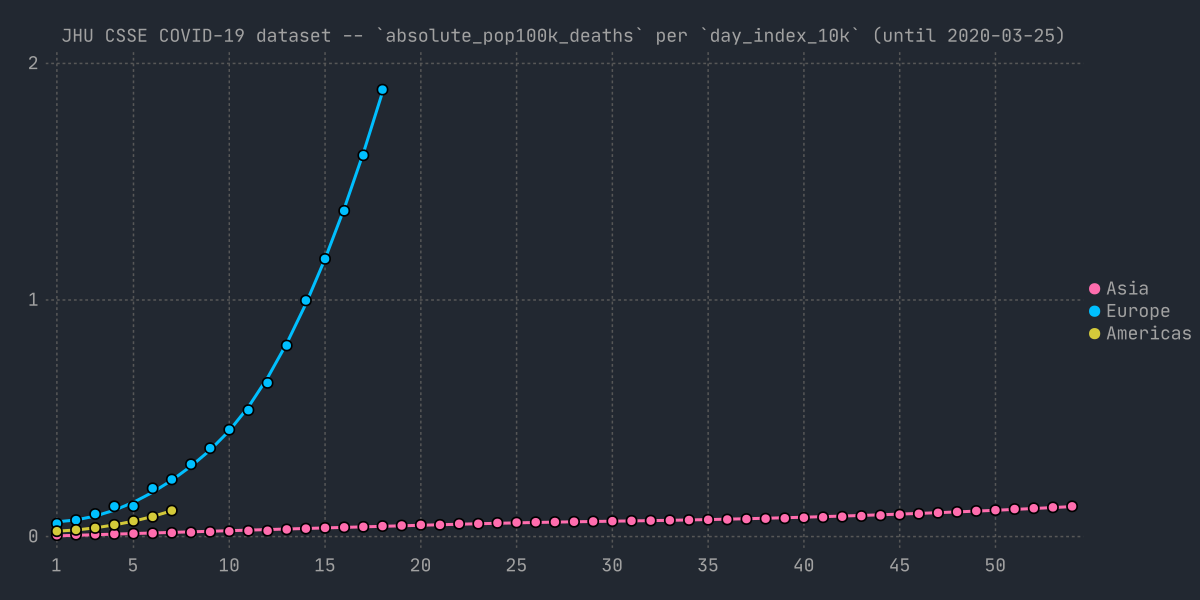 JHU CSSE COVID-19 dataset -- `absolute_pop100k_deaths` per `day_index_10k` (until 2020-03-25)
2
1
0
1 5 10 15 20 25 30 35 40 45 50
Asia
Europe
Americas